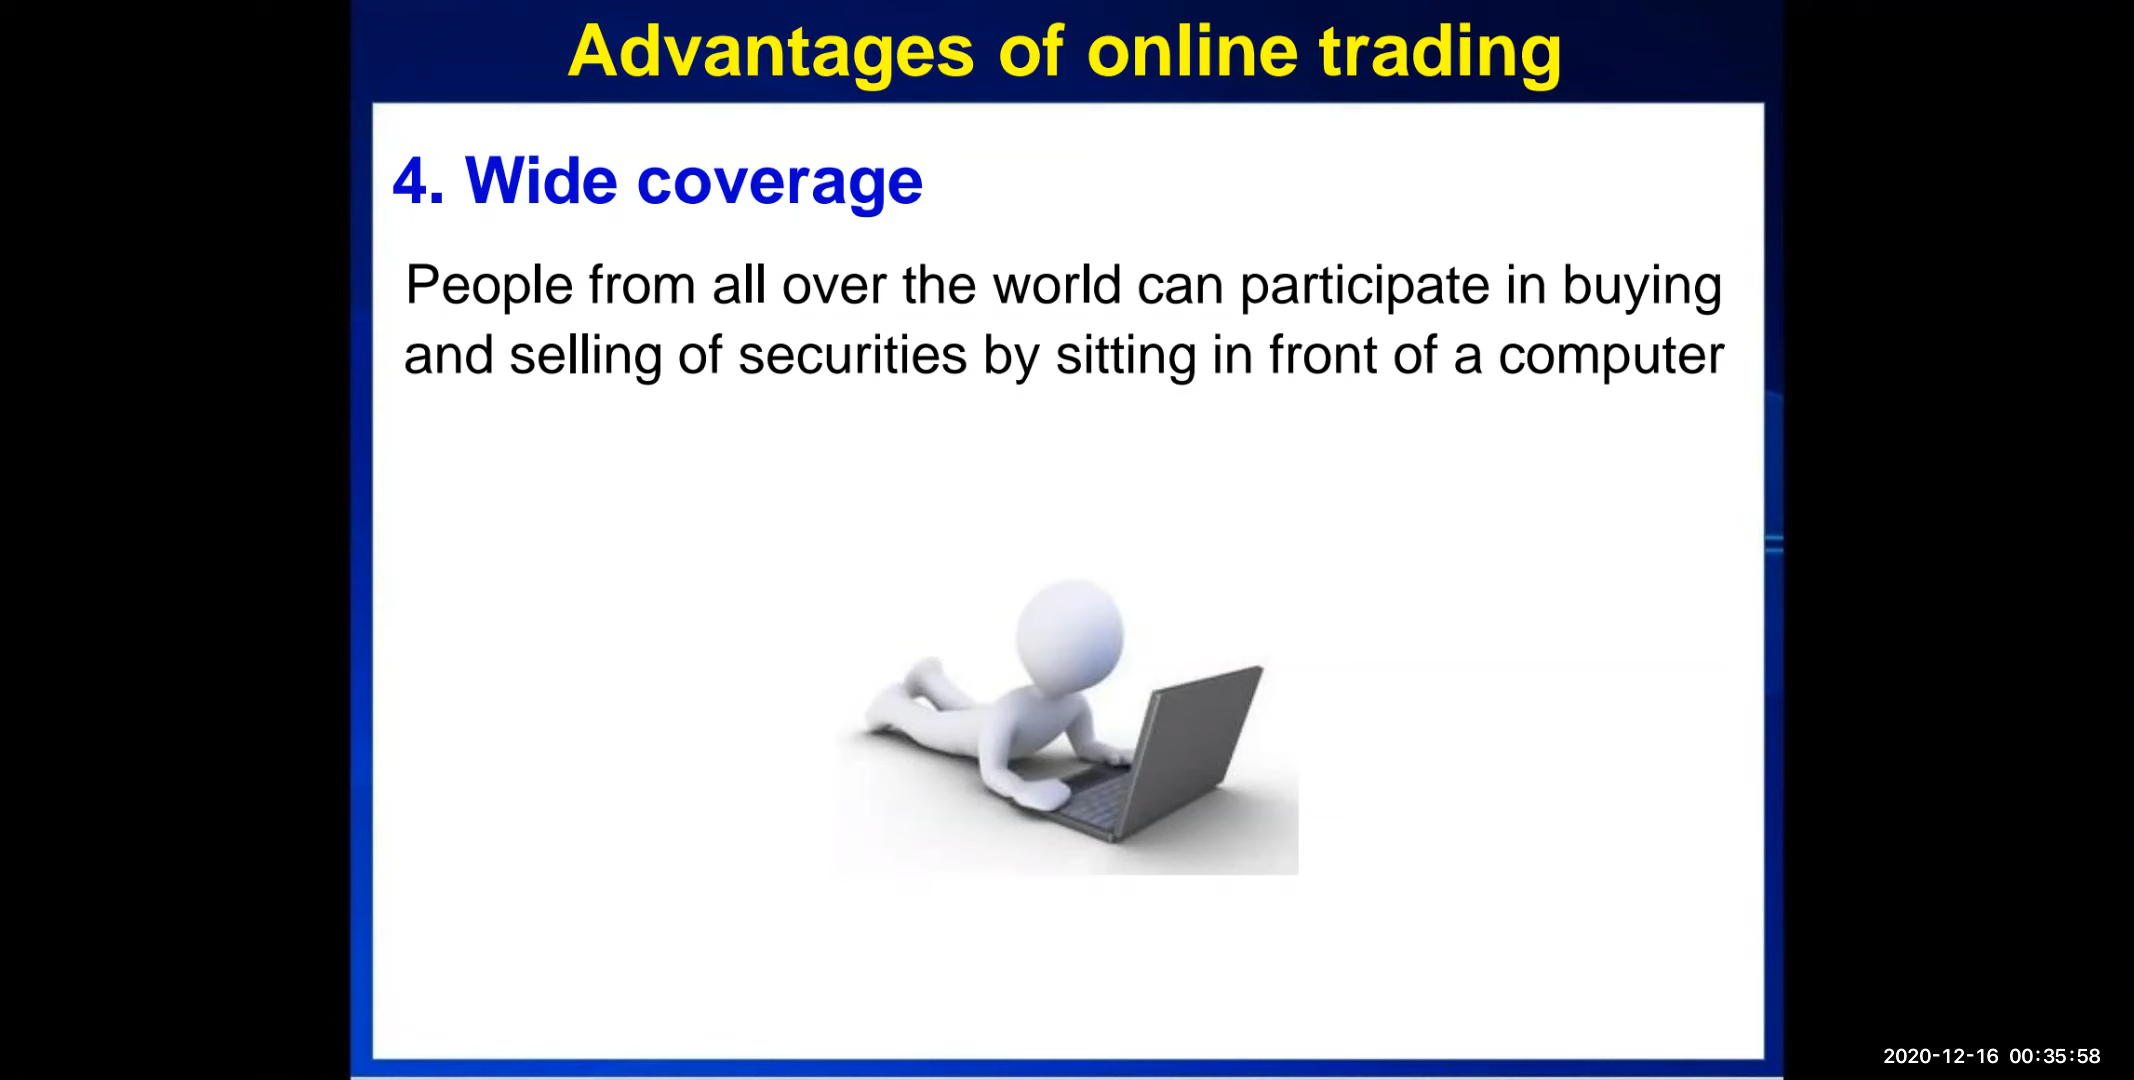 Advantages of online trading
4. Wide coverage
People from all over the world can participate in buying
and selling of securities by sitting in front of a computer
2020-12-16 00:35:58